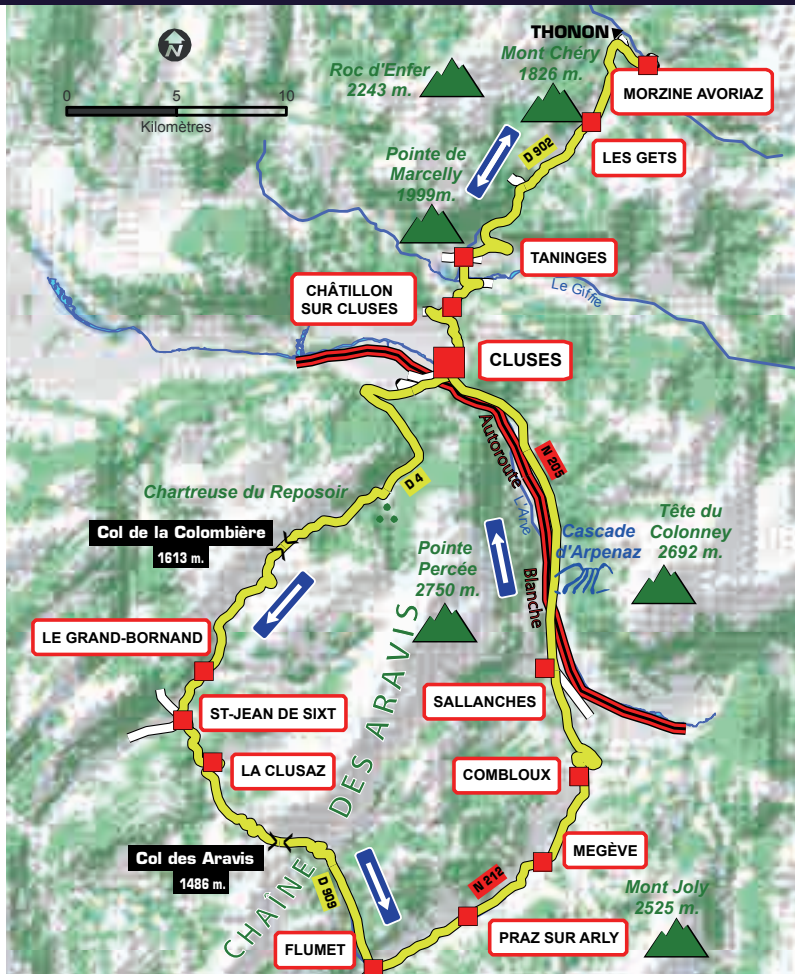 N
THONON
Mont Chéry
1826 m.
Roc d'Enfer
2243 m.
MORZINE AVORIAZ
0 5 10
Kilomètres
LES GETS
D 902
Pointe de
Marcelly
1999m.
TANINGES
Le Giffre
CHÂTILLON
SUR CLUSES
CLUSES
Autoroute
Blanche
N 205
L'Arve
D 4
Chartreuse du Reposoir
Col de la Colombière
1613 m.
Pointe
Percée
2750 m.
Cascade
d'Arpenaz
Tête du
Colonney
2692 m.
LE GRAND-BORNAND
SALLANCHES
ST-JEAN DE SIXT
LA CLUSAZ
COMBLOUX
CHAÎNE DES ARAVIS
Col des Aravis
1486 m.
MEGÈVE
D 909
N 212
Mont Joly
2525 m.
PRAZ SUR ARLY
FLUMET